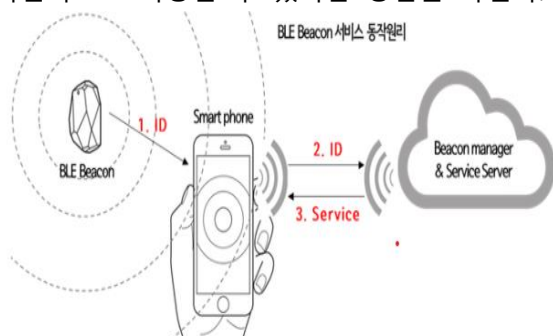 BLE Beacon 서비스 동작원리
Smart phone
1. ID
BLE Beacon
2. ID
3. Service
Beacon manager
& Service Server